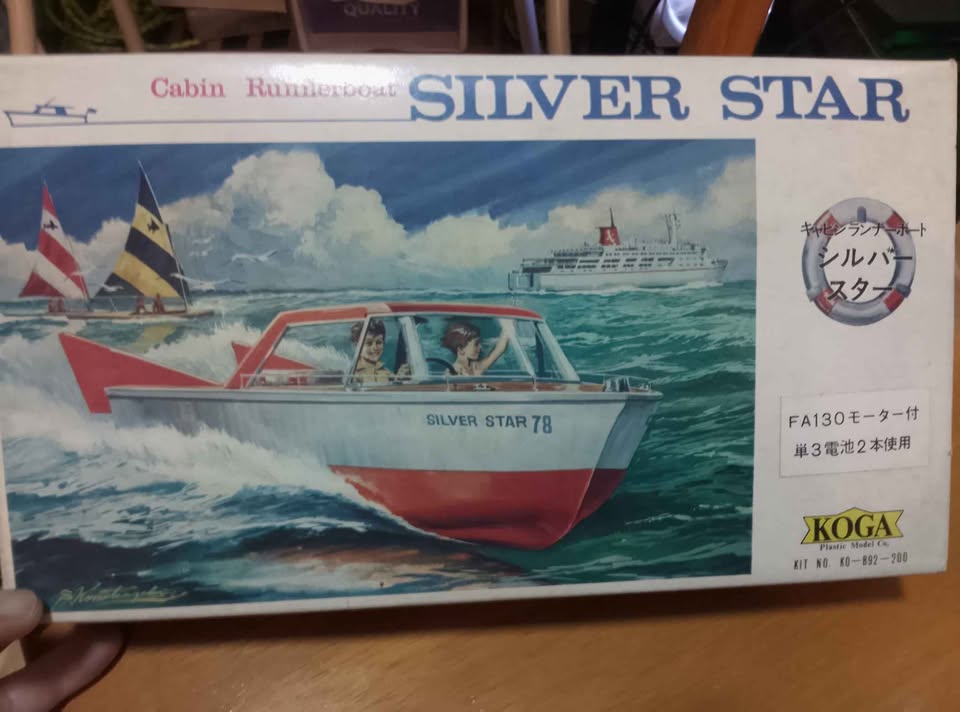 QUALITY
Cabin Runnerboat SILVER STAR
キャビンランナーボート
シルバー
スター
SILVER STAR 78
FA130モーター付
単3電池2本使用
KOGA
Plastic Model Co.
KIT NO. KO-B92-200